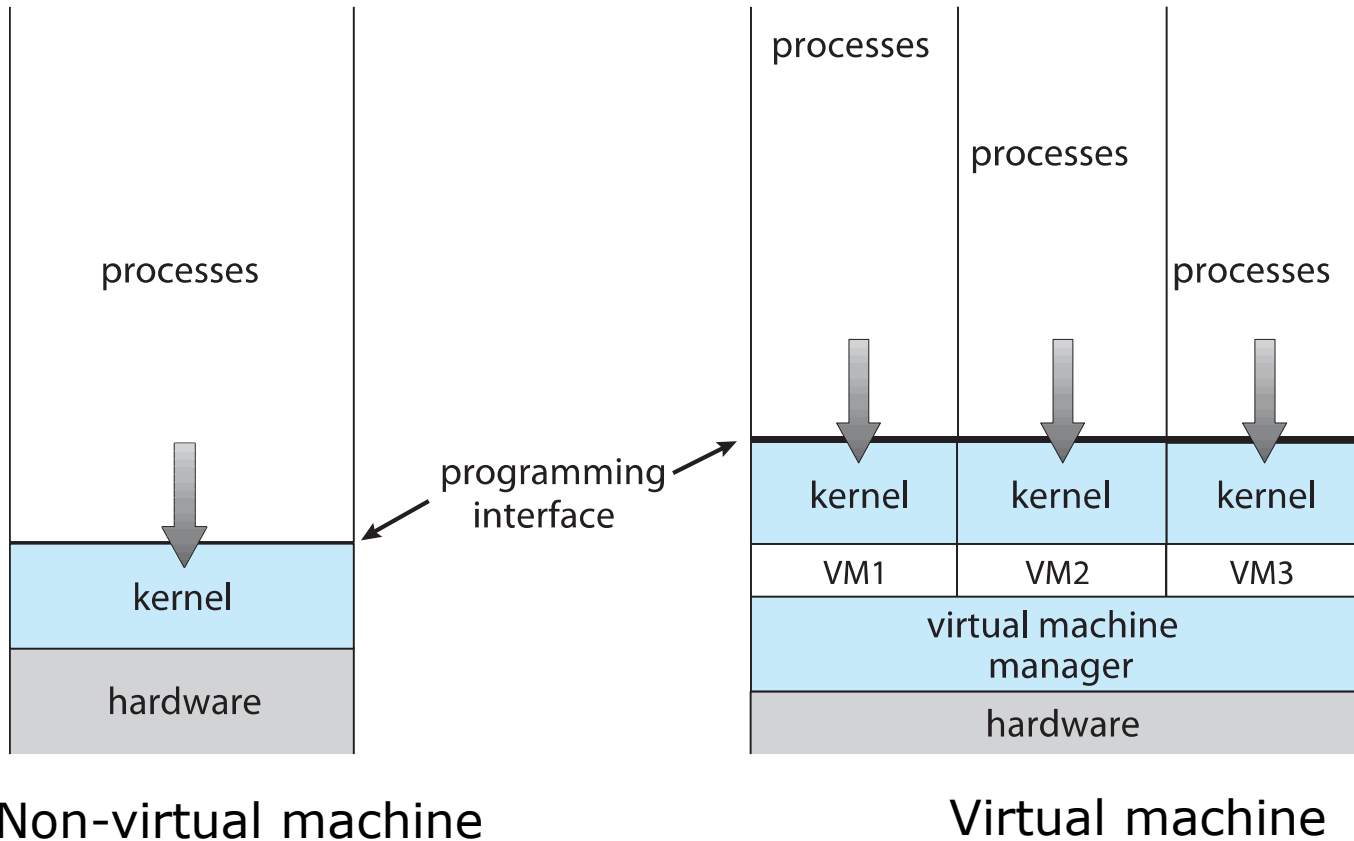 processes
kernel
hardware
programming
interface
processes
processes
processes
kernel
kernel
kernel
VM1
VM2
VM3
virtual machine
manager
hardware
Non-virtual machine
Virtual machine